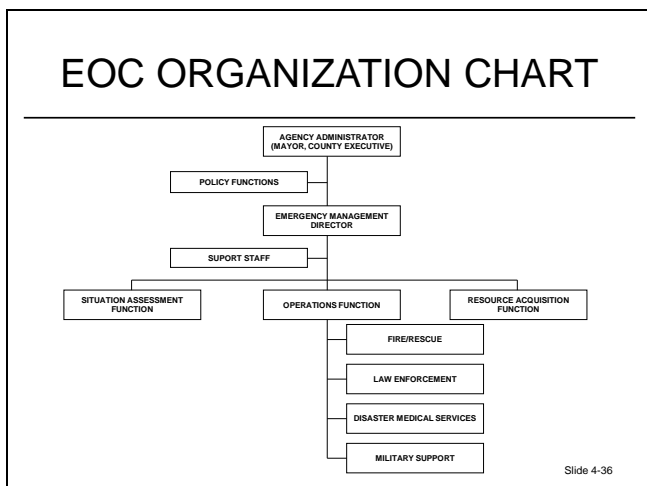 EOC ORGANIZATION CHART
AGENCY ADMINISTRATOR
(MAYOR, COUNTY EXECUTIVE)
POLICY FUNCTIONS
EMERGENCY MANAGEMENT
DIRECTOR
SUPORT STAFF
SITUATION ASSESSMENT
FUNCTION
OPERATIONS FUNCTION
RESOURCE ACQUISITION
FUNCTION
FIRE/RESCUE
LAW ENFORCEMENT
DISASTER MEDICAL SERVICES
MILITARY SUPPORT
Slide 4-36